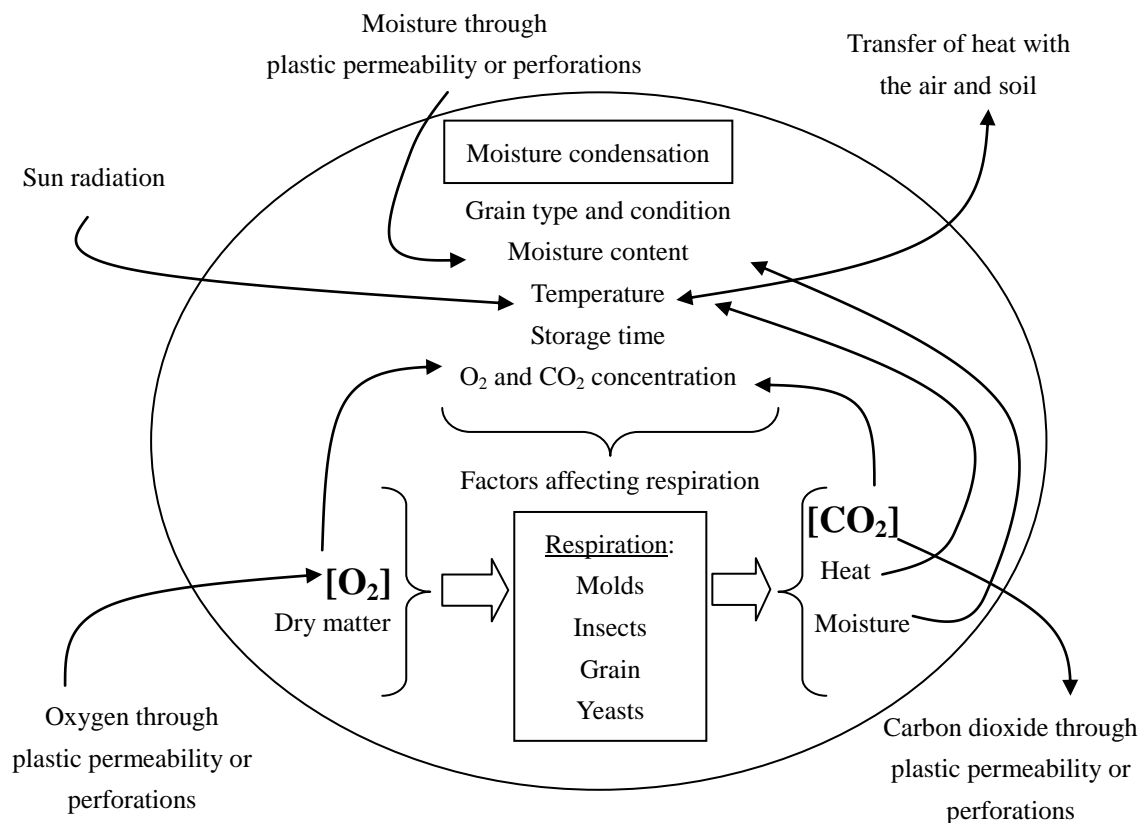 Moisture through
plastic permeability or perforations
Transfer of heat with
the air and soil
Sun radiation
Moisture condensation
Grain type and condition
Moisture content
Temperature
Storage time
O₂ and CO₂ concentration
Factors affecting respiration
[O₂]
Dry matter
Respiration:
Molds
Insects
Grain
Yeasts
[CO₂]
Heat
Moisture
Oxygen through
plastic permeability or
perforations
Carbon dioxide through
plastic permeability or
perforations